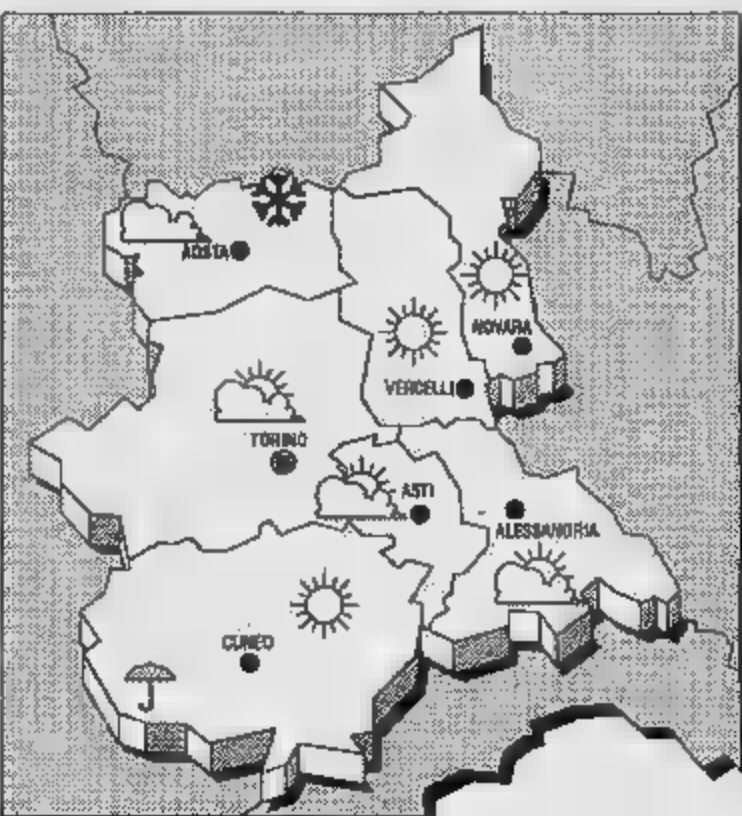 AOSTA
NOVARA
VERCELLI
TORINO
ASTI
ALESSANDRIA
CUNEO